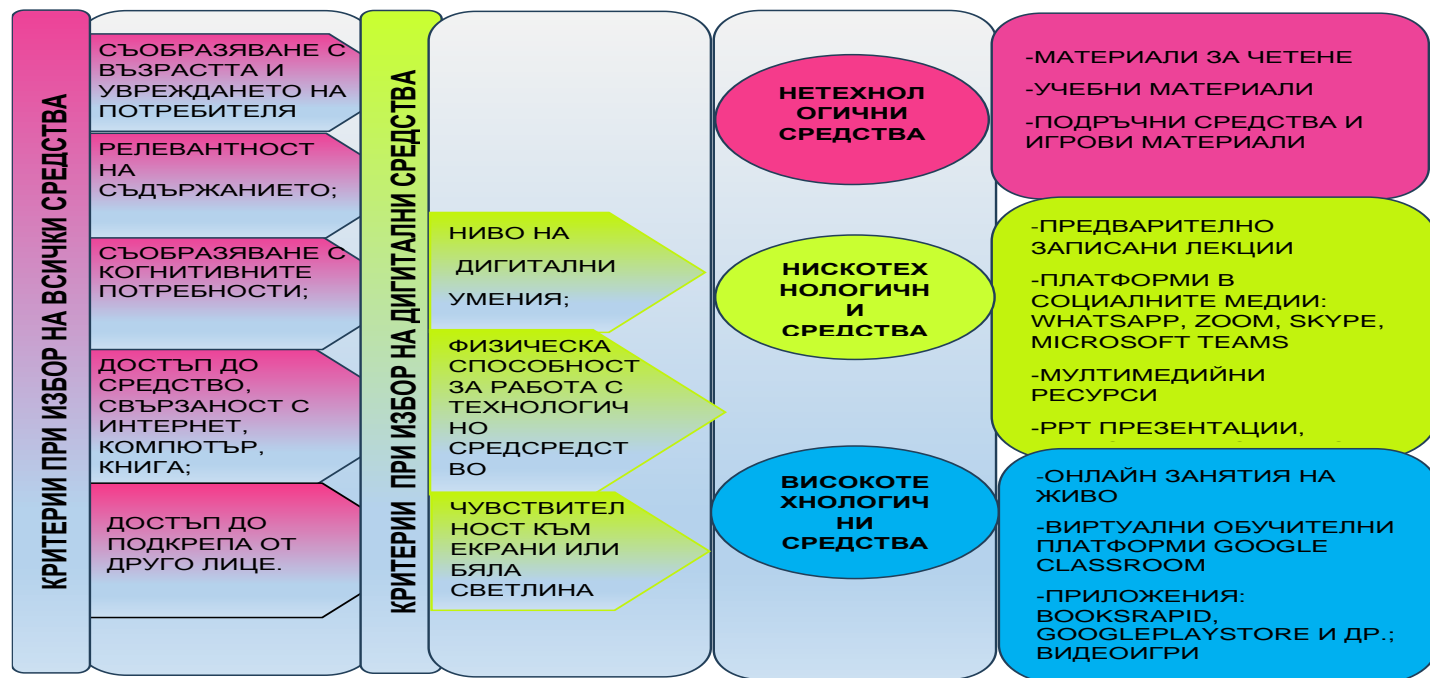 КРИТЕРИИ ПРИ ИЗБОР НА ВСИЧКИ СРЕДСТВА
СЪОБРАЗЯВАНЕ С
ВЪЗРАСТТА И
УВРЕЖДАНЕТО НА
ПОТРЕБИТЕЛЯ
РЕЛЕВАНТНОСТ
НА
СЪДЪРЖАНИЕТО;
СЪОБРАЗЯВАНЕ С
КОГНИТИВНИТЕ
ПОТРЕБНОСТИ;
ДОСТЪП ДО
СРЕДСТВО,
СВЪРЗАНОСТ С
ИНТЕРНЕТ,
КОМПЮТЪР,
КНИГА;
ДОСТЪП ДО
ПОДКРЕПА ОТ
ДРУГО ЛИЦЕ.
КРИТЕРИИ ПРИ ИЗБОР НА ДИГИТАЛНИ СРЕДСТВА
НИВО НА
ДИГИТАЛНИ
УМЕНИЯ;
ФИЗИЧЕСКА
СПОСОБНОСТ
ЗА РАБОТА С
ТЕХНОЛОГИЧ
НО
СРЕДСРЕДСТ
ВО
ЧУВСТВИТЕЛ
НОСТ КЪМ
ЕКРАНИ ИЛИ
БЯЛА
СВЕТЛИНА
НЕТЕХНОЛ
ОГИЧНИ
СРЕДСТВА
НИСКОТЕХ
НОЛОГИЧН
И
СРЕДСТВА
ВИСОКОТЕ
ХНОЛОГИЧ
НИ
СРЕДСТВА
-МАТЕРИАЛИ ЗА ЧЕТЕНЕ
-УЧЕБНИ МАТЕРИАЛИ
-ПОДРЪЧНИ СРЕДСТВА И
ИГРОВИ МАТЕРИАЛИ
-ПРЕДВАРИТЕЛНО
ЗАПИСАНИ ЛЕКЦИИ
-ПЛАТФОРМИ В
СОЦИАЛНИТЕ МЕДИИ:
WHATSAPP, ZOOM, SKYPE,
MICROSOFT TEAMS
-МУЛТИМЕДИЙНИ
РЕСУРСИ
-PPT ПРЕЗЕНТАЦИИ,
-ОНЛАЙН ЗАНЯТИЯ НА
ЖИВО
-ВИРТУАЛНИ ОБУЧИТЕЛНИ
ПЛАТФОРМИ GOOGLE
CLASSROOM
-ПРИЛОЖЕНИЯ:
BOOKSRAPID,
GOOGLEPLAYSTORE И ДР.;
ВИДЕОИГРИ